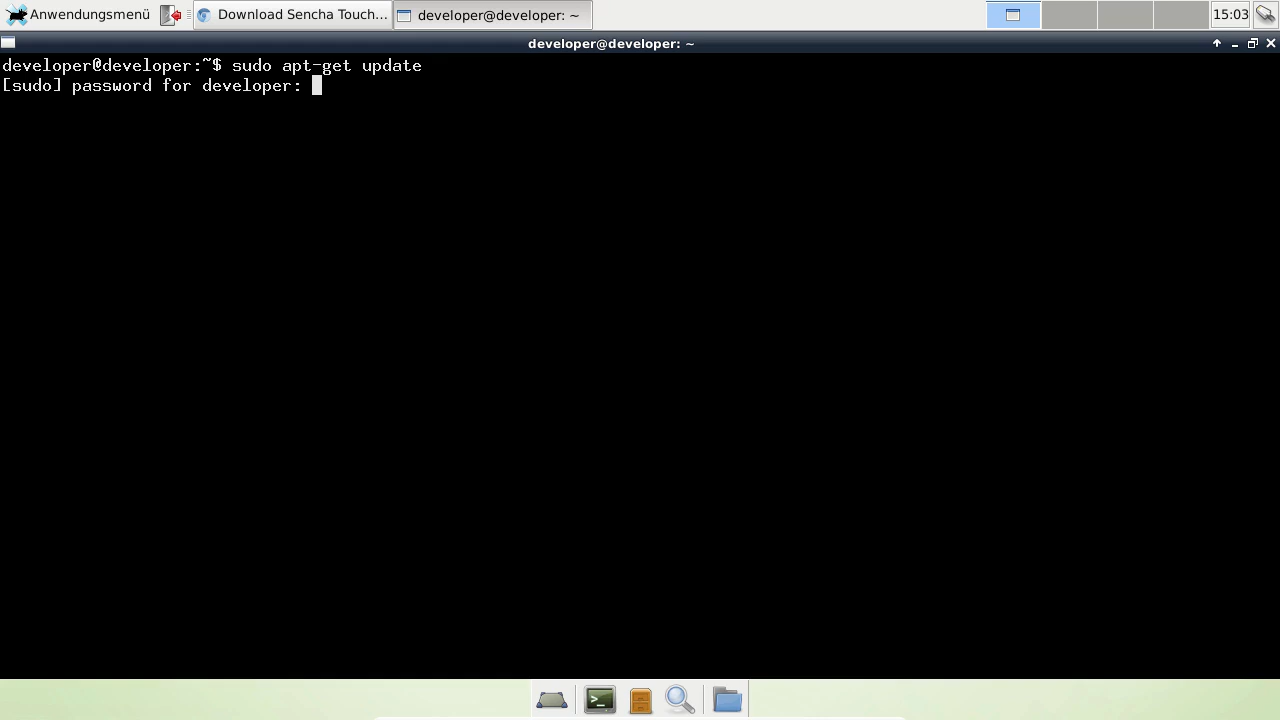 Anwendungsmenü
Download Sencha Touch...
developer@developer: ~
15:03
developer@developer: ~
developer@developer:~$ sudo apt-get update
[sudo] password for developer: